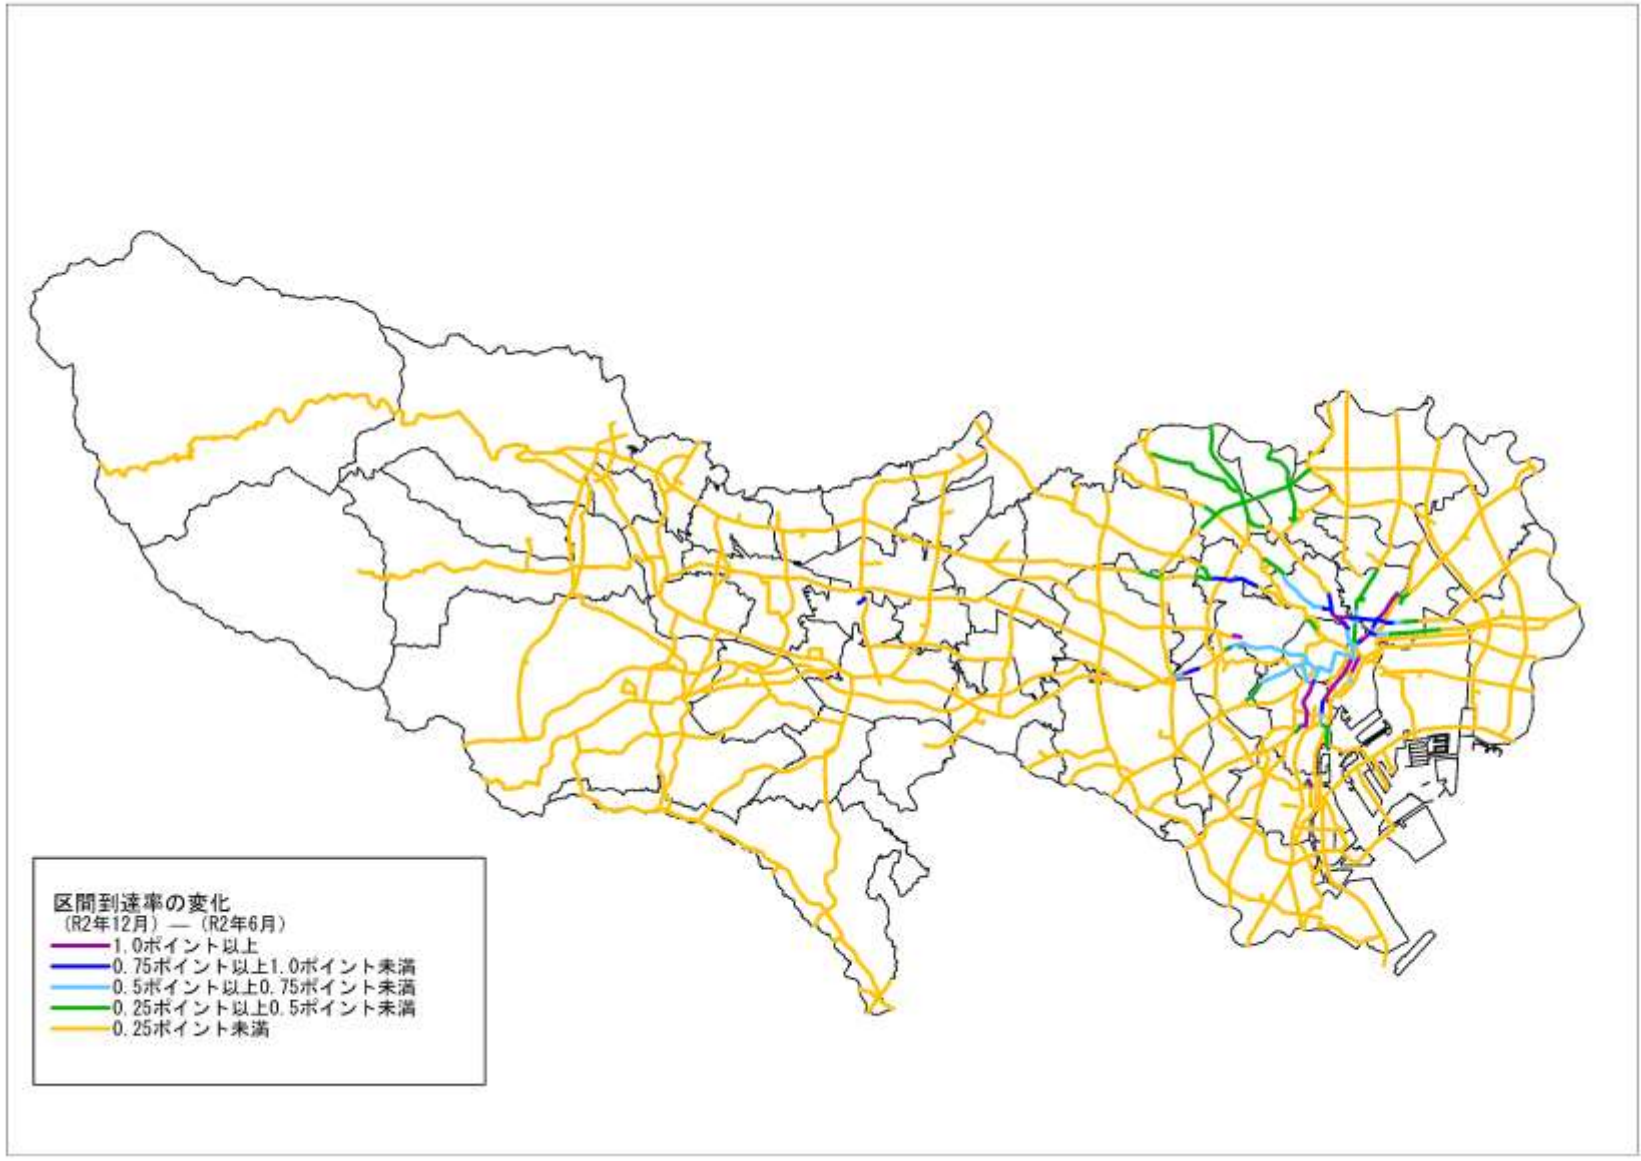 区間到達率の変化
（R2年12月）―（R2年6月）
1.0ポイント以上
0.75ポイント以上1.0ポイント未満
0.5ポイント以上0.75ポイント未満
0.25ポイント以上0.5ポイント未満
0.25ポイント未満